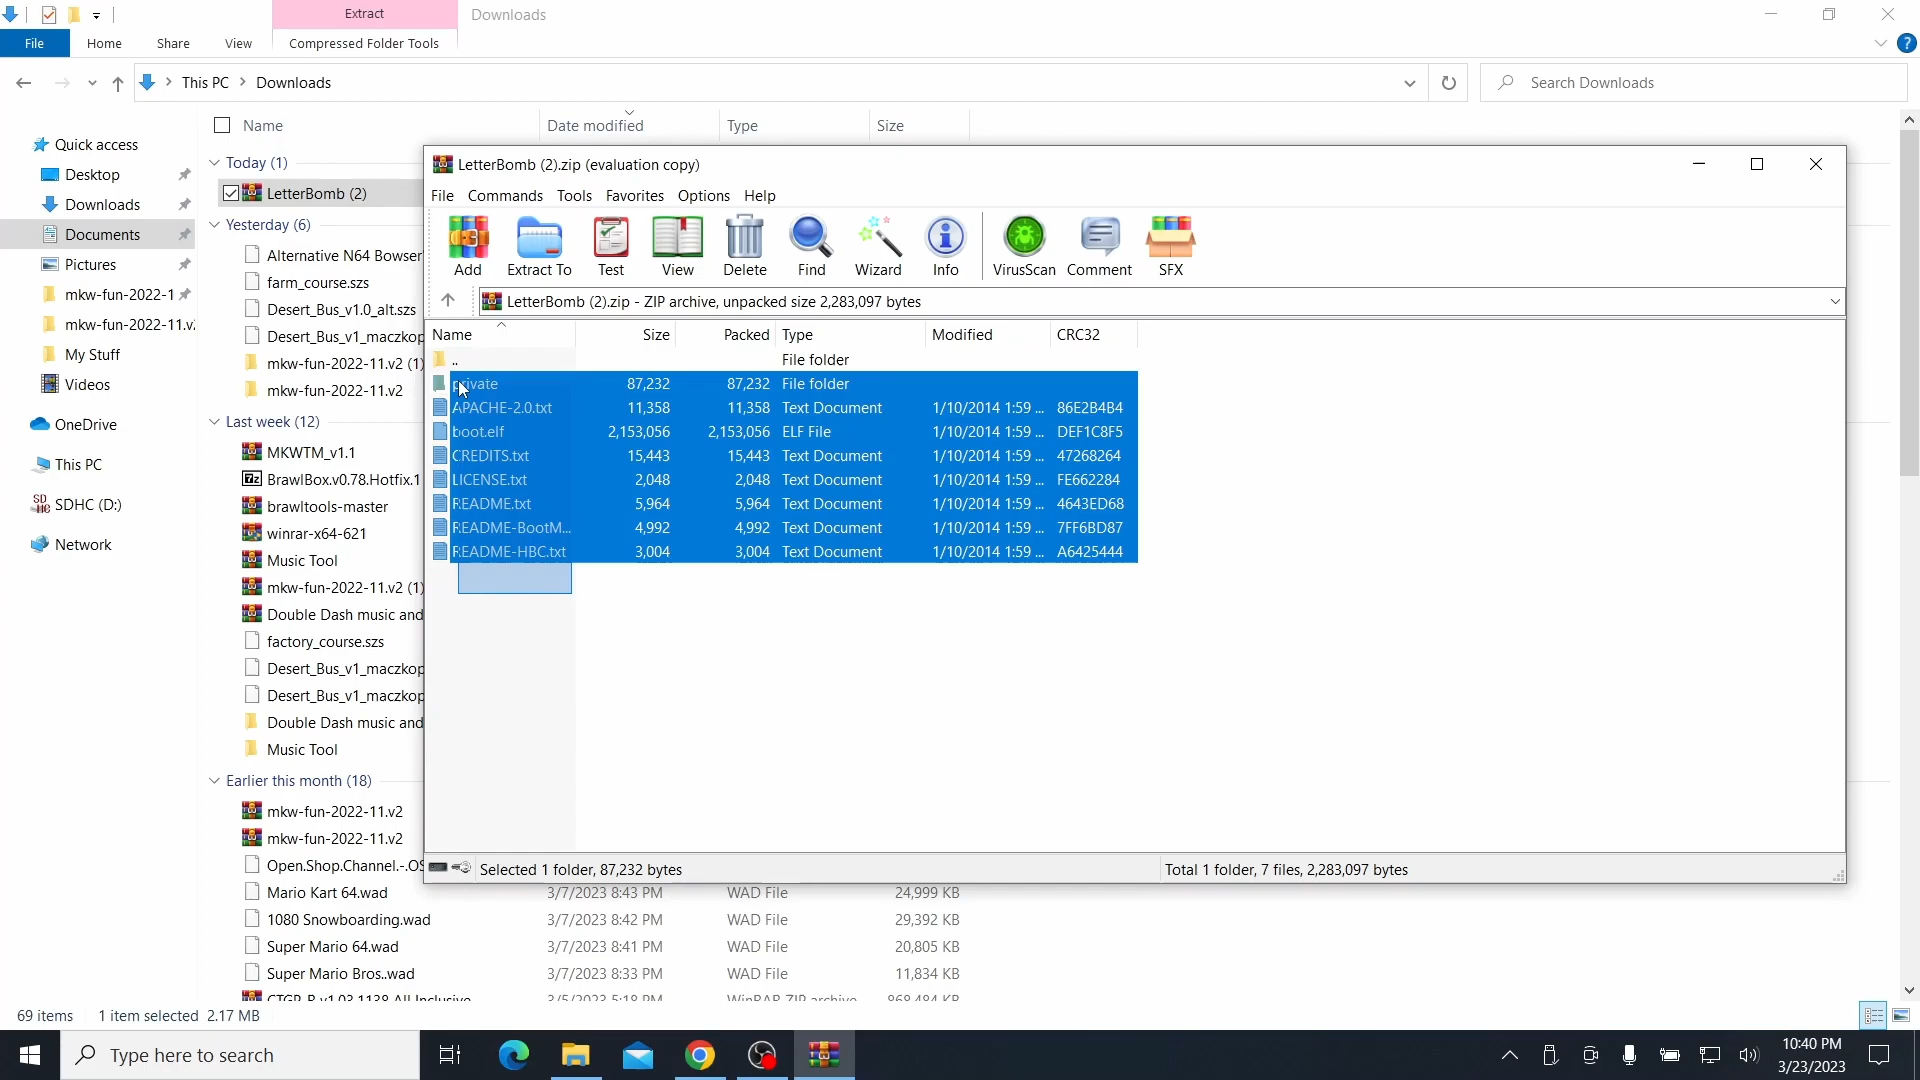 Extract
Downloads
File
Home
Share
View
Compressed Folder Tools
This PC
Downloads
Search Downloads
Name
Date modified
Type
Size
Quick access
Desktop
Downloads
Documents
Pictures
mkw-fun-2022-1
mkw-fun-2022-11.v
My Stuff
Videos
OneDrive
This PC
SDHC (D:)
Network
Today (1)
LetterBomb (2)
Yesterday (6)
Alternative N64 Bowser
farm_course.szs
Desert_Bus_v1.0_alt.szs
Desert_Bus_v1_maczkop
mkw-fun-2022-11.v2 (1)
mkw-fun-2022-11.v2
Last week (12)
MKWTM_v1.1
BrawlBox.v0.78.Hotfix.1
brawltools-master
winrar-x64-621
Music Tool
mkw-fun-2022-11.v2 (1)
Double Dash music and
factory_course.szs
Desert_Bus_v1_maczkop
Desert_Bus_v1_maczkop
Double Dash music and
Music Tool
Earlier this month (18)
mkw-fun-2022-11.v2
mkw-fun-2022-11.v2
Open.Shop.Channel.-.OS
Mario Kart 64.wad 3/7/2023 8:43 PM WAD File 24,999 KB
1080 Snowboarding.wad 3/7/2023 8:42 PM WAD File 29,392 KB
Super Mario 64.wad 3/7/2023 8:41 PM WAD File 20,805 KB
Super Mario Bros..wad 3/7/2023 8:33 PM WAD File 11,834 KB
CTGP-R v1.03.1138 All Inclusive 3/5/2023 5:18 PM WinRAR ZIP archive 868,484 KB
LetterBomb (2).zip (evaluation copy)
File Commands Tools Favorites Options Help
Add Extract To Test View Delete Find Wizard Info VirusScan Comment SFX
LetterBomb (2).zip - ZIP archive, unpacked size 2,283,097 bytes
Name Size Packed Type Modified CRC32
.. File folder
private 87,232 87,232 File folder
APACHE-2.0.txt 11,358 11,358 Text Document 1/10/2014 1:59 ... 86E2B4B4
boot.elf 2,153,056 2,153,056 ELF File 1/10/2014 1:59 ... DEF1C8F5
CREDITS.txt 15,443 15,443 Text Document 1/10/2014 1:59 ... 47268264
LICENSE.txt 2,048 2,048 Text Document 1/10/2014 1:59 ... FE662284
README.txt 5,964 5,964 Text Document 1/10/2014 1:59 ... 4643ED68
README-BootM... 4,992 4,992 Text Document 1/10/2014 1:59 ... 7FF6BD87
README-HBC.txt 3,004 3,004 Text Document 1/10/2014 1:59 ... A6425444
Selected 1 folder, 87,232 bytes
Total 1 folder, 7 files, 2,283,097 bytes
69 items 1 item selected 2.17 MB
Type here to search
10:40 PM
3/23/2023